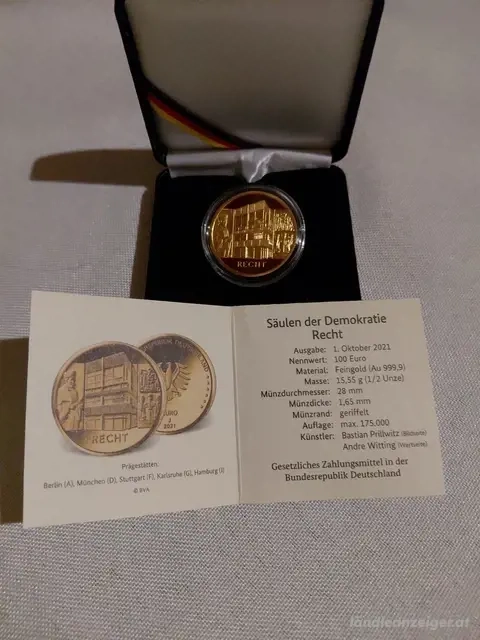 RECHT
RECHT
2021
Prägestätten:
Berlin (A), München (D), Stuttgart (F), Karlsruhe (G), Hamburg (J)
© BVA
Säulen der Demokratie
Recht
Ausgabe: 1. Oktober 2021
Nennwert: 100 Euro
Material: Feingold (Au 999,9)
Masse: 15,55 g (1/2 Unze)
Münzdurchmesser: 28 mm
Münzdicke: 1,65 mm
Münzrand: geriffelt
Auflage: max. 175.000
Künstler: Bastian Prillwitz (Bildseite)
Andre Witting (Wertseite)
Gesetzliches Zahlungsmittel in der
Bundesrepublik Deutschland
ländleanzeiger.at